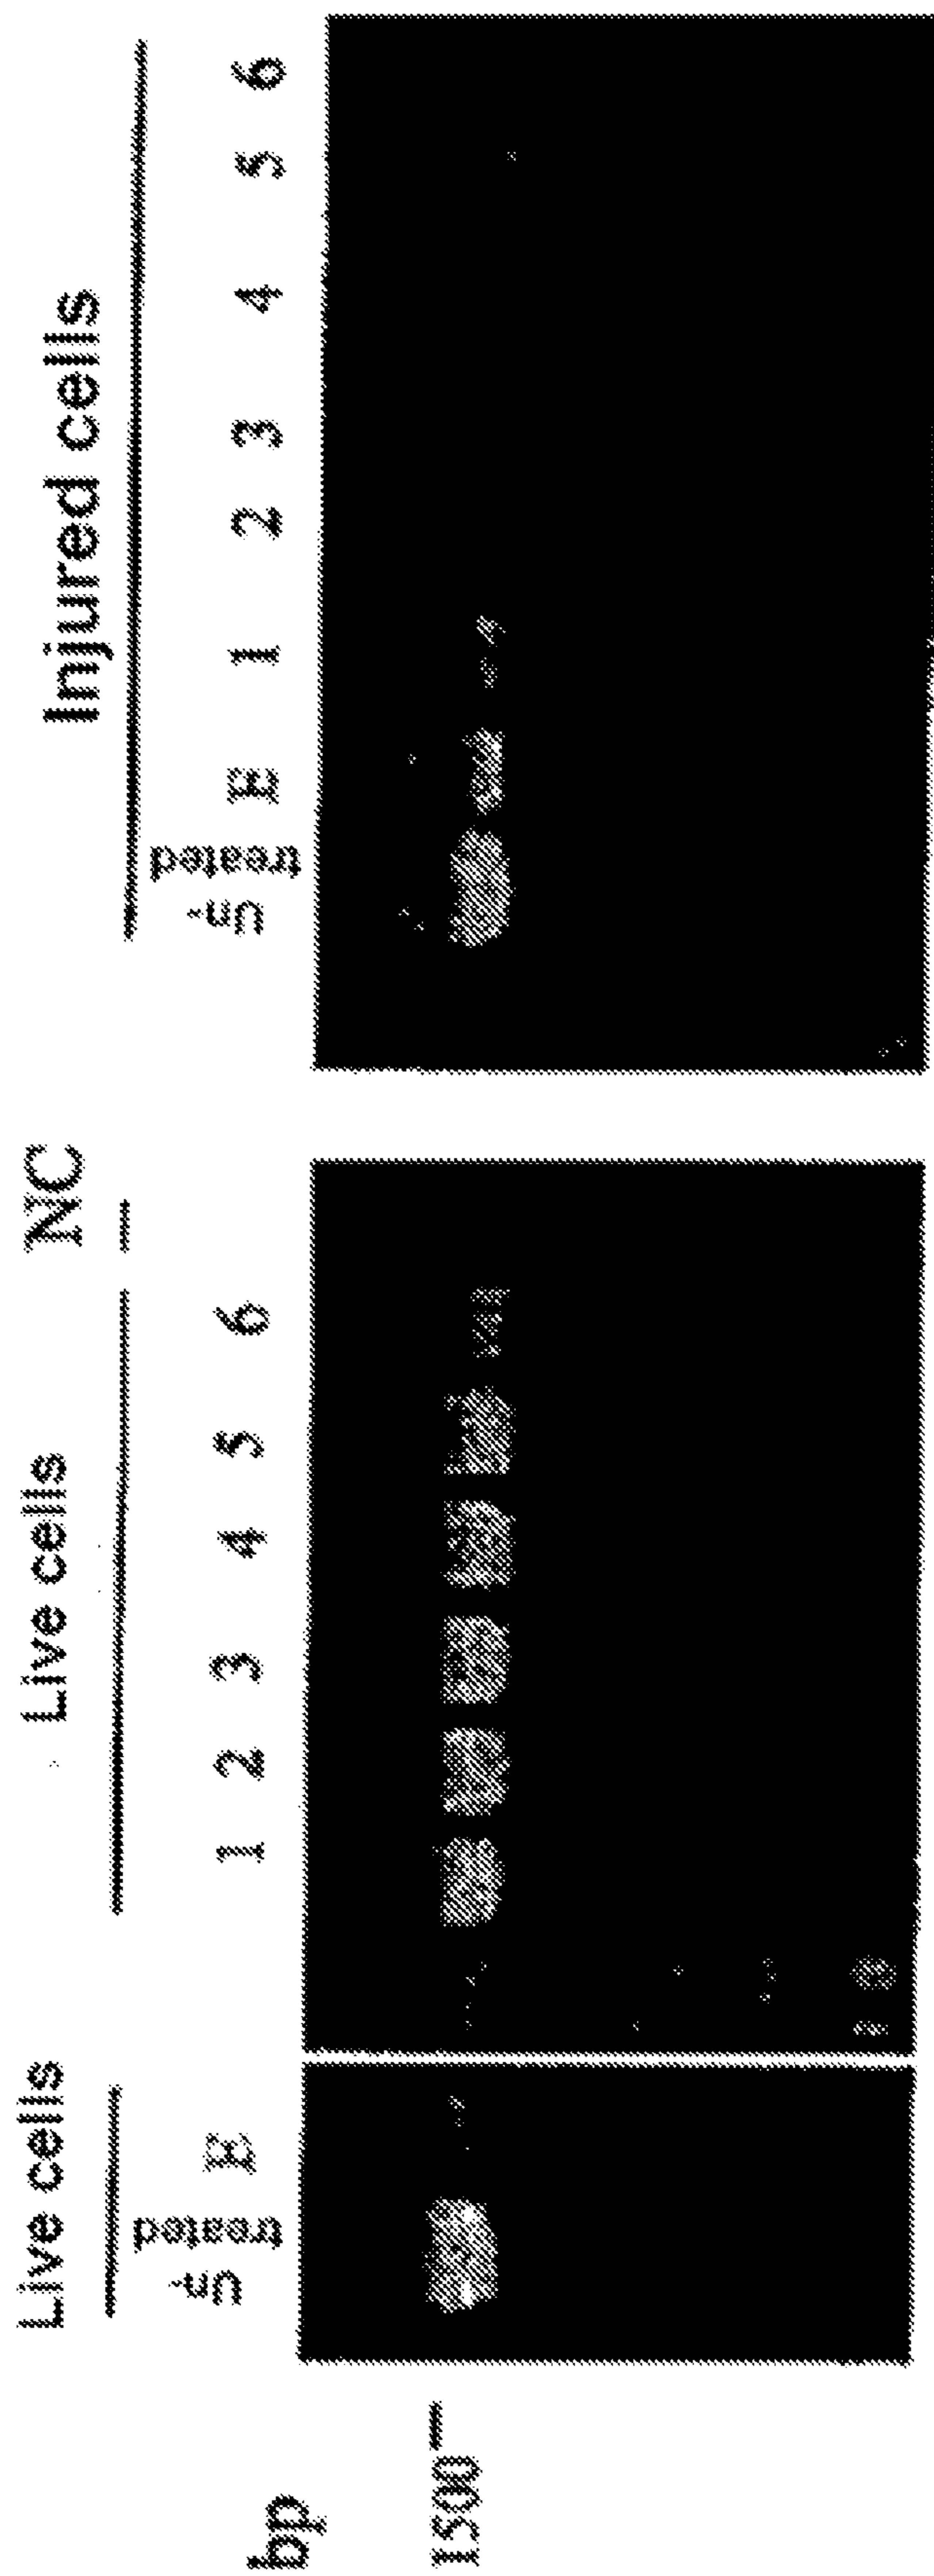 Live cells
Live cells
NC
Injured cells
bp
Un-
treated
E
1 2 3 4 5 6
Un-
treated
E 1 2 3 4 5 6
1500